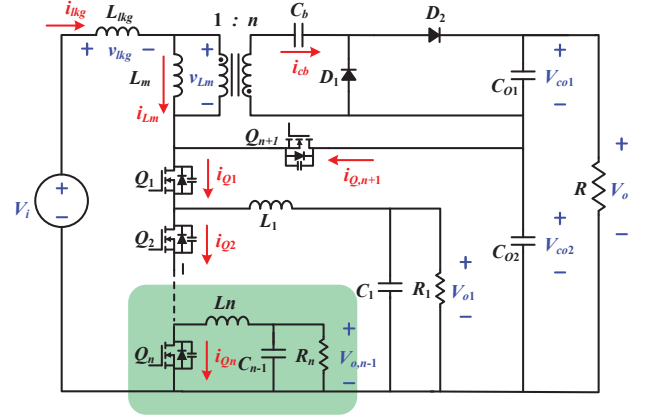 i_lkg L_lkg 1 : n C_b D_2
+ v_lkg −
L_m + v_Lm − i_cb D_1 C_O1 + V_co1 −
i_Lm
Q_n+1
i_Q,n+1
Q_1 i_Q1
V_i + − L_1 R + V_o −
Q_2 i_Q2 C_O2 + V_co2 −
C_1 R_1 + V_o1 −
Ln
Q_n i_Qn C_n-1 R_n + V_o,n-1 −